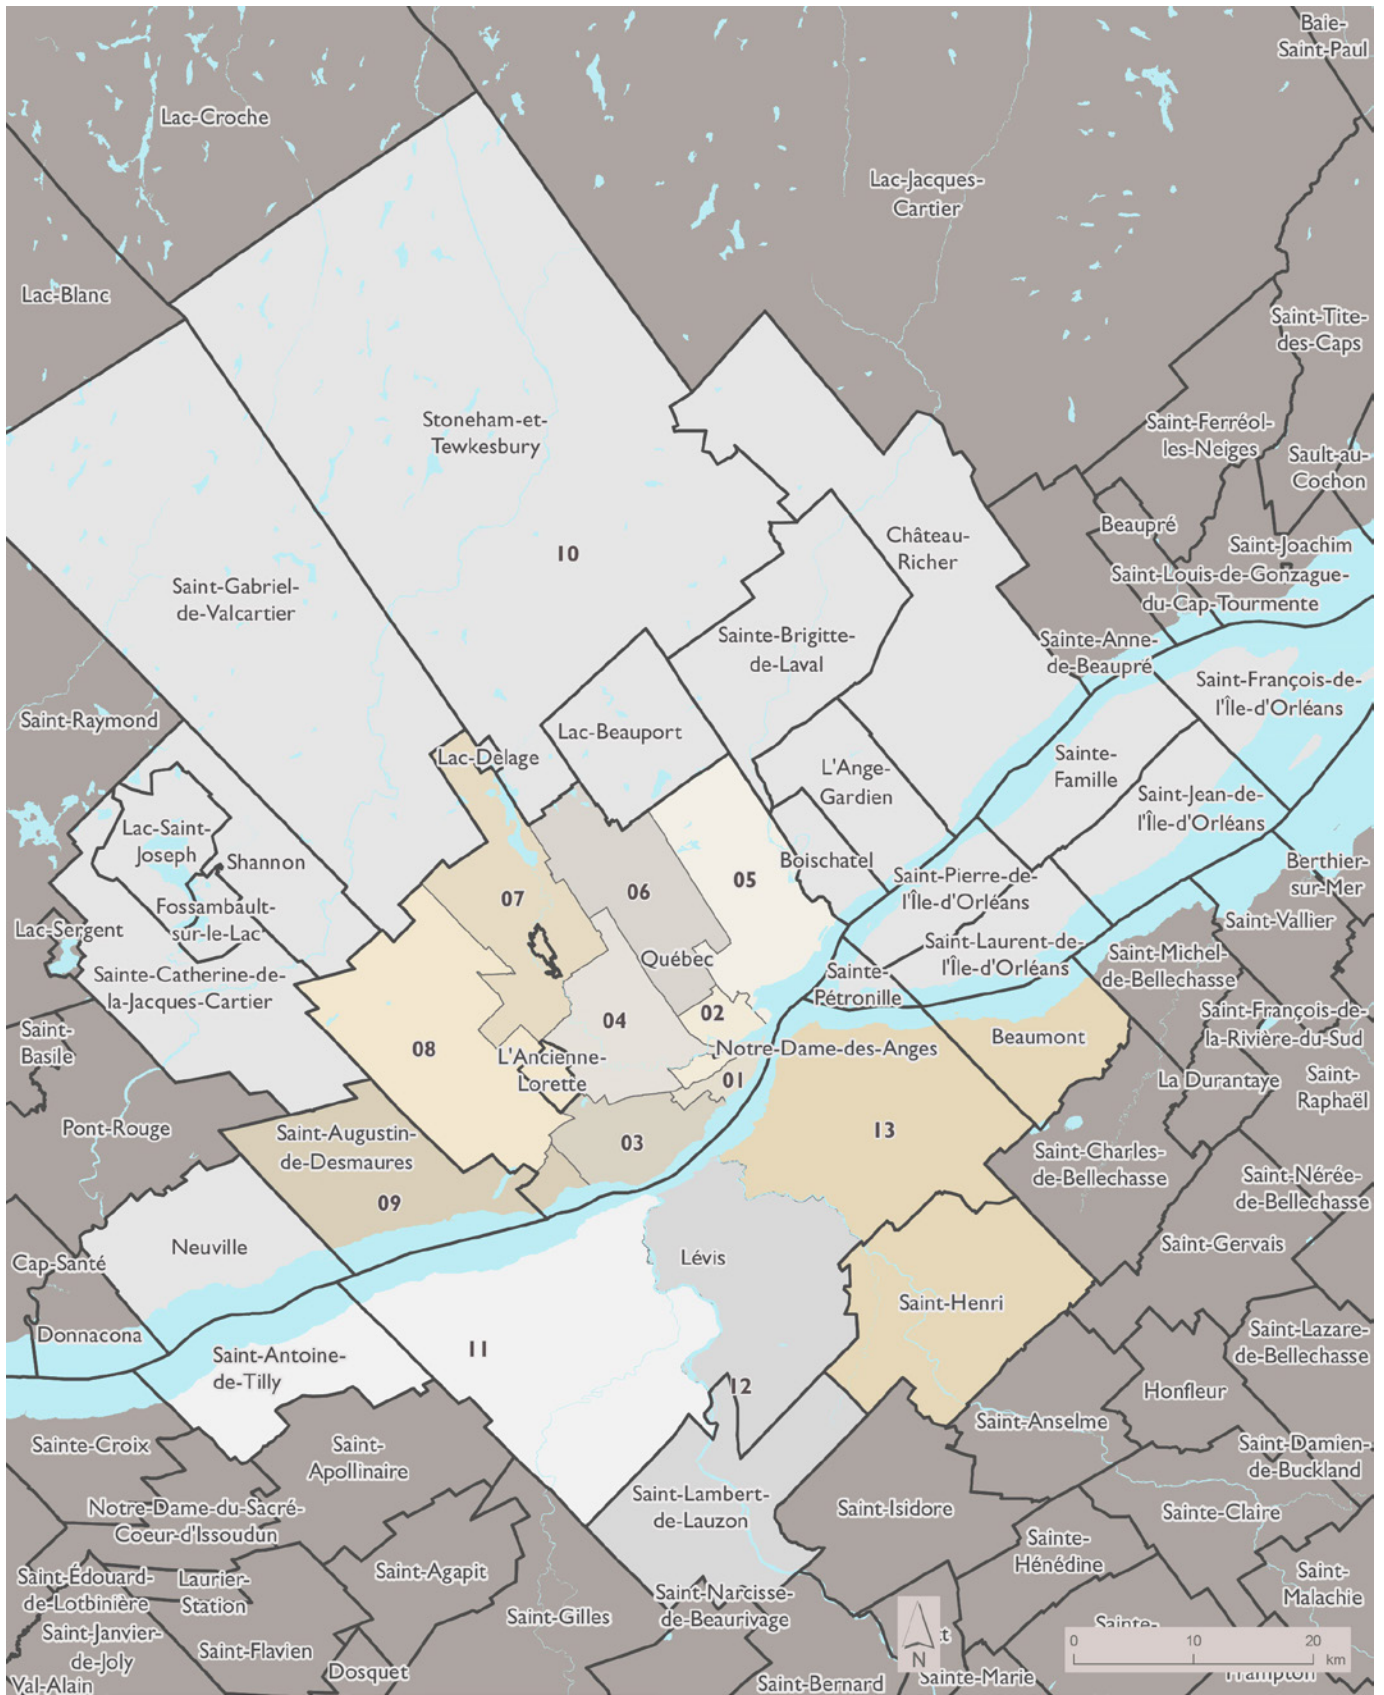 Baie-
Saint-Paul
Lac-Croche
Lac-Jacques-
Cartier
Lac-Blanc
Saint-Tite-
des-Caps
Stoneham-et-
Tewkesbury
Saint-Ferréol-
les-Neiges
Sault-au-
Cochon
Beaupré
Château-
Richer
Saint-Joachim
10
Saint-Louis-de-Gonzague-
du-Cap-Tourmente
Saint-Gabriel-
de-Valcartier
Sainte-Brigitte-
de-Laval
Sainte-Anne-
de-Beaupré
Saint-François-de-
l'Île-d'Orléans
Saint-Raymond
Lac-Beauport
Lac-Delage
Sainte-
Famille
L'Ange-
Gardien
Saint-Jean-de-
l'Île-d'Orléans
Lac-Saint-
Joseph
Shannon
Boischatel
Berthier-
sur-Mer
07
06
05
Saint-Pierre-de-
l'Île-d'Orléans
Fossambault-
sur-le-Lac
Lac-Sergent
Saint-Vallier
Saint-Laurent-de-
l'Île-d'Orléans
Saint-Michel-
de-Bellechasse
Québec
Sainte-Catherine-de-
la-Jacques-Cartier
Sainte-
Pétronille
02
04
Saint-François-de-
la-Rivière-du-Sud
Saint-
Basile
Beaumont
08
L'Ancienne-
Lorette
Notre-Dame-des-Anges
01
La Durantaye
Saint-
Raphaël
Pont-Rouge
Saint-Augustin-
de-Desmaures
03
13
Saint-Charles-
de-Bellechasse
Saint-Nérée-
de-Bellechasse
09
Neuville
Cap-Santé
Lévis
Saint-Gervais
Saint-Henri
Donnacona
Saint-Antoine-
de-Tilly
11
12
Saint-Lazare-
de-Bellechasse
Honfleur
Saint-Anselme
Sainte-Croix
Saint-
Apollinaire
Saint-Damien-
de-Buckland
Notre-Dame-du-Sacré-
Coeur-d'Issoudun
Saint-Lambert-
de-Lauzon
Saint-Isidore
Sainte-Claire
Sainte-
Hénédine
Saint-Édouard-
de-Lotbinière
Laurier-
Station
Saint-Agapit
Saint-Narcisse-
de-Beaurivage
Saint-
Malachie
Saint-Gilles
Saint-Janvier-
de-Joly
Saint-Flavien
Dosquet
Val-Alain
Saint-Bernard
Sainte-Marie
Sainte-
Frampton
N
0 10 20
km